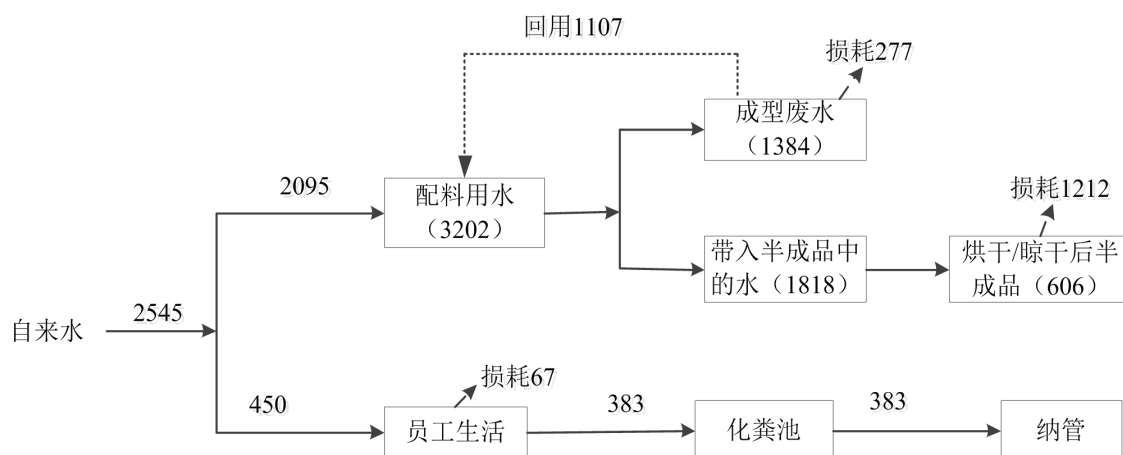 回用1107
损耗277
成型废水
（1384）
2095
配料用水
（3202）
损耗1212
带入半成品中
的水（1818）
烘干/晾干后半
成品（606）
自来水
2545
450
损耗67
员工生活
383
化粪池
383
纳管